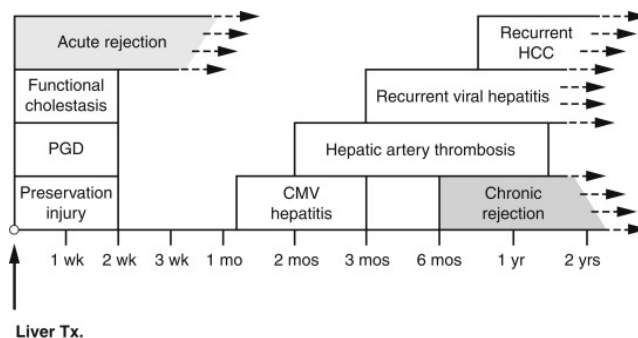 Acute rejection
Recurrent
HCC
Functional
cholestasis
Recurrent viral hepatitis
PGD
Hepatic artery thrombosis
Preservation
injury
CMV
hepatitis
Chronic
rejection
1 wk 2 wk 3 wk 1 mo 2 mos 3 mos 6 mos 1 yr 2 yrs
Liver Tx.